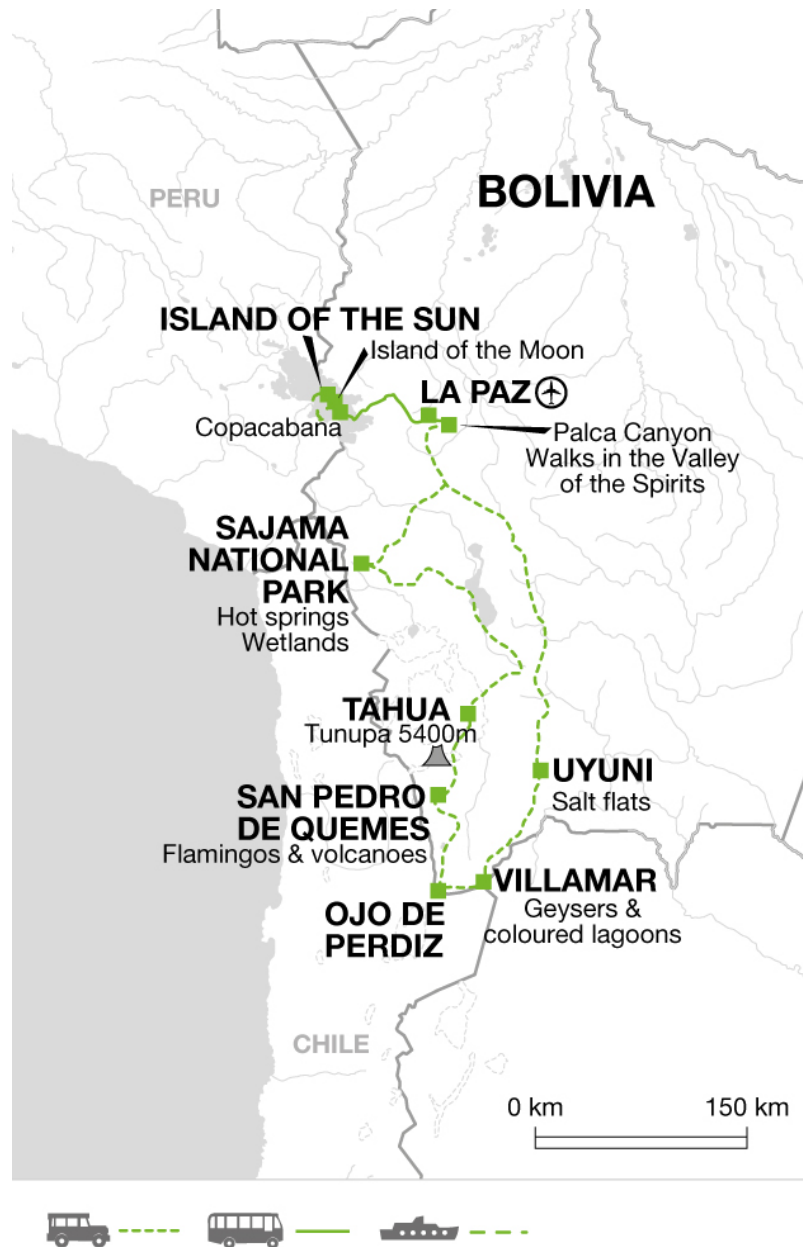 PERU
BOLIVIA
ISLAND OF THE SUN
Island of the Moon
LA PAZ
Copacabana
Palca Canyon
Walks in the Valley
of the Spirits
SAJAMA
NATIONAL
PARK
Hot springs
Wetlands
TAHUA
Tunupa 5400m
UYUNI
Salt flats
SAN PEDRO
DE QUEMES
Flamingos & volcanoes
VILLAMAR
Geysers &
coloured lagoons
OJO DE
PERDIZ
CHILE
0 km 150 km